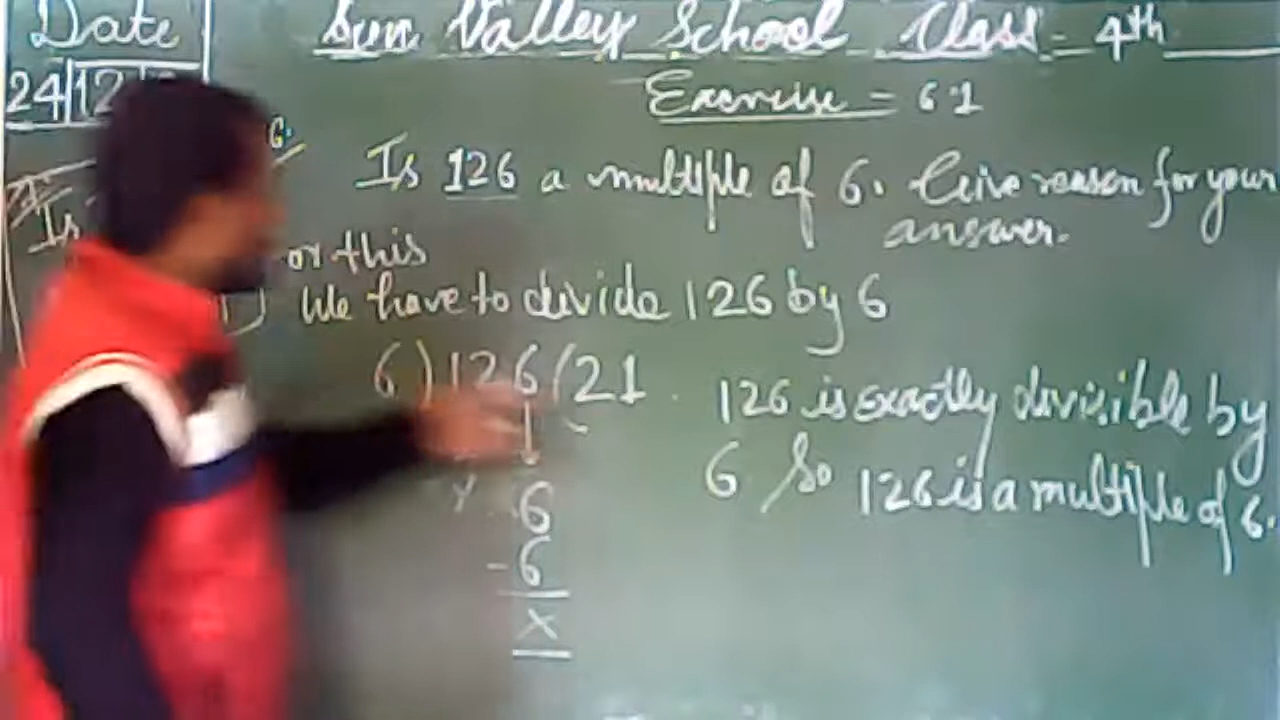 Date
24|12
Sun Valley School Class - 4th
Exercise = 6.1
6.
Is
Is 126 a multiple of 6. Give reason for your
answer.
or this
We have to divide 126 by 6
6)126(21
6
-6
x
126 is exactly divisible by
6 So 126 is a multiple of 6.